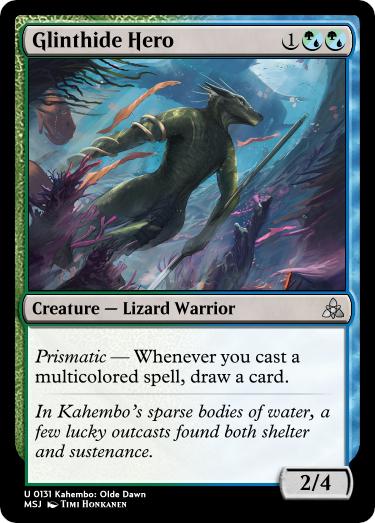 Glinthide Hero 1
Creature — Lizard Warrior
Prismatic — Whenever you cast a
multicolored spell, draw a card.
In Kahembo's sparse bodies of water, a
few lucky outcasts found both shelter
and sustenance.
2/4
U 0131 Kahembo: Olde Dawn
MSJ Timi Honkanen